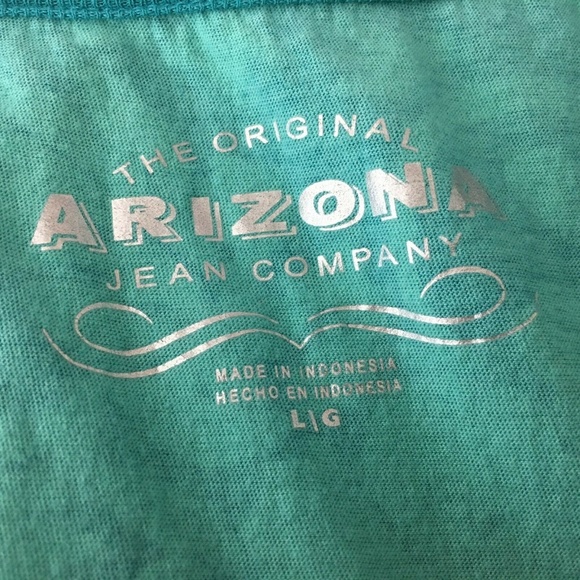 THE ORIGINAL
ARIZONA
JEAN COMPANY
MADE IN INDONESIA
HECHO EN INDONESIA
L|G